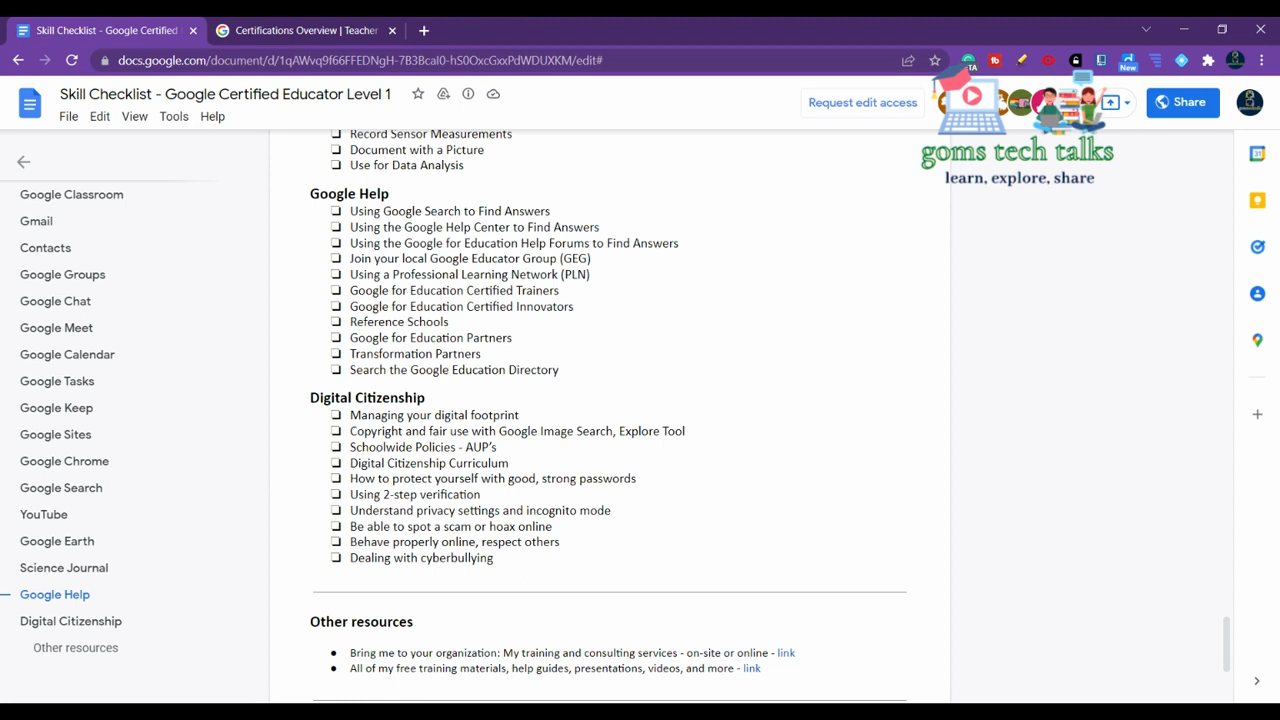 Skill Checklist - Google Certified
Certifications Overview | Teacher
docs.google.com/document/d/1qAWvq9f66FFEDNgH-7B3Bcal0-hS0OxcGxxPdWDUXKM/edit#
New
Skill Checklist - Google Certified Educator Level 1
Request edit access
Share
File Edit View Tools Help
goms tech talks
learn, explore, share
Google Classroom
Gmail
Contacts
Google Groups
Google Chat
Google Meet
Google Calendar
Google Tasks
Google Keep
Google Sites
Google Chrome
Google Search
YouTube
Google Earth
Science Journal
Google Help
Digital Citizenship
Other resources
Record Sensor Measurements
Document with a Picture
Use for Data Analysis
Google Help
Using Google Search to Find Answers
Using the Google Help Center to Find Answers
Using the Google for Education Help Forums to Find Answers
Join your local Google Educator Group (GEG)
Using a Professional Learning Network (PLN)
Google for Education Certified Trainers
Google for Education Certified Innovators
Reference Schools
Google for Education Partners
Transformation Partners
Search the Google Education Directory
Digital Citizenship
Managing your digital footprint
Copyright and fair use with Google Image Search, Explore Tool
Schoolwide Policies - AUP's
Digital Citizenship Curriculum
How to protect yourself with good, strong passwords
Using 2-step verification
Understand privacy settings and incognito mode
Be able to spot a scam or hoax online
Behave properly online, respect others
Dealing with cyberbullying
Other resources
● Bring me to your organization: My training and consulting services - on-site or online - link
● All of my free training materials, help guides, presentations, videos, and more - link